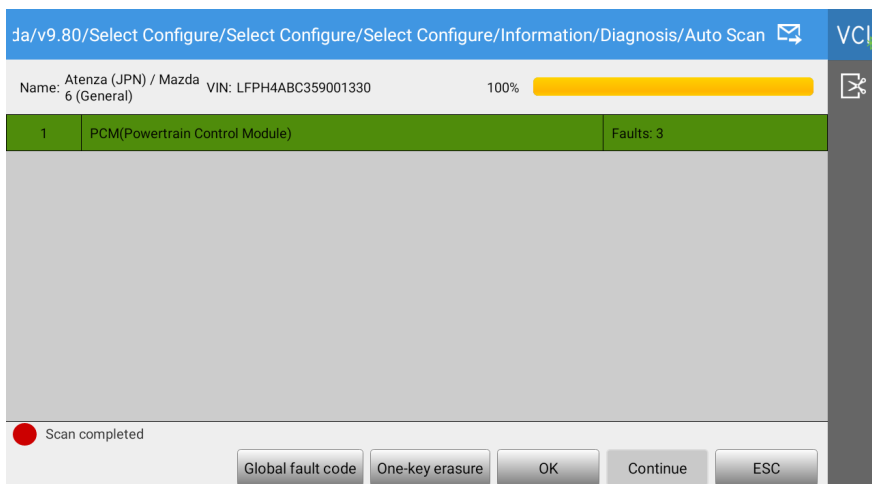 da/v9.80/Select Configure/Select Configure/Select Configure/Information/Diagnosis/Auto Scan
VCI
Name: Atenza (JPN) / Mazda 6 (General) VIN: LFPH4ABC359001330 100%
1 PCM(Powertrain Control Module) Faults: 3
Scan completed
Global fault code One-key erasure OK Continue ESC